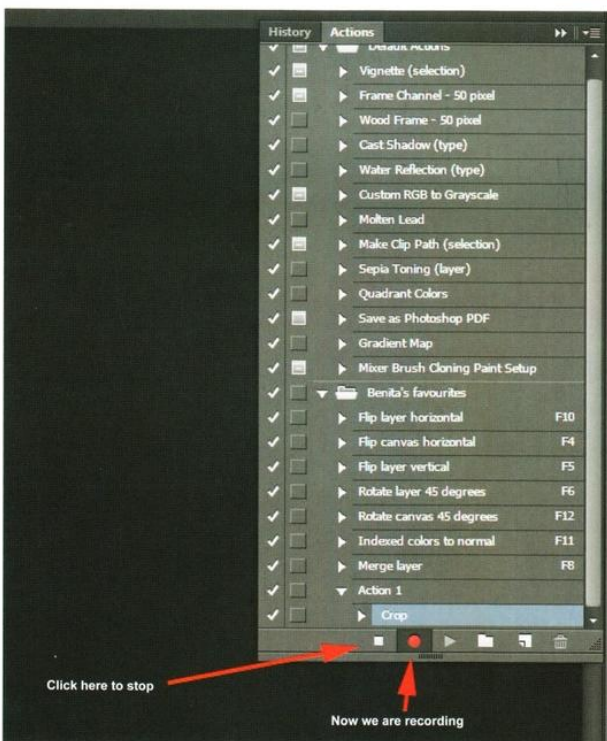 History Actions
Default Actions
Vignette (selection)
Frame Channel - 50 pixel
Wood Frame - 50 pixel
Cast Shadow (type)
Water Reflection (type)
Custom RGB to Grayscale
Molten Lead
Make Clip Path (selection)
Sepia Toning (layer)
Quadrant Colors
Save as Photoshop PDF
Gradient Map
Mixer Brush Cloning Paint Setup
Benita's favourites
Flip layer horizontal F10
Flip canvas horizontal F4
Flip layer vertical F5
Rotate layer 45 degrees F6
Rotate canvas 45 degrees F12
Indexed colors to normal F11
Merge layer F8
Action 1
Crop
Click here to stop
Now we are recording